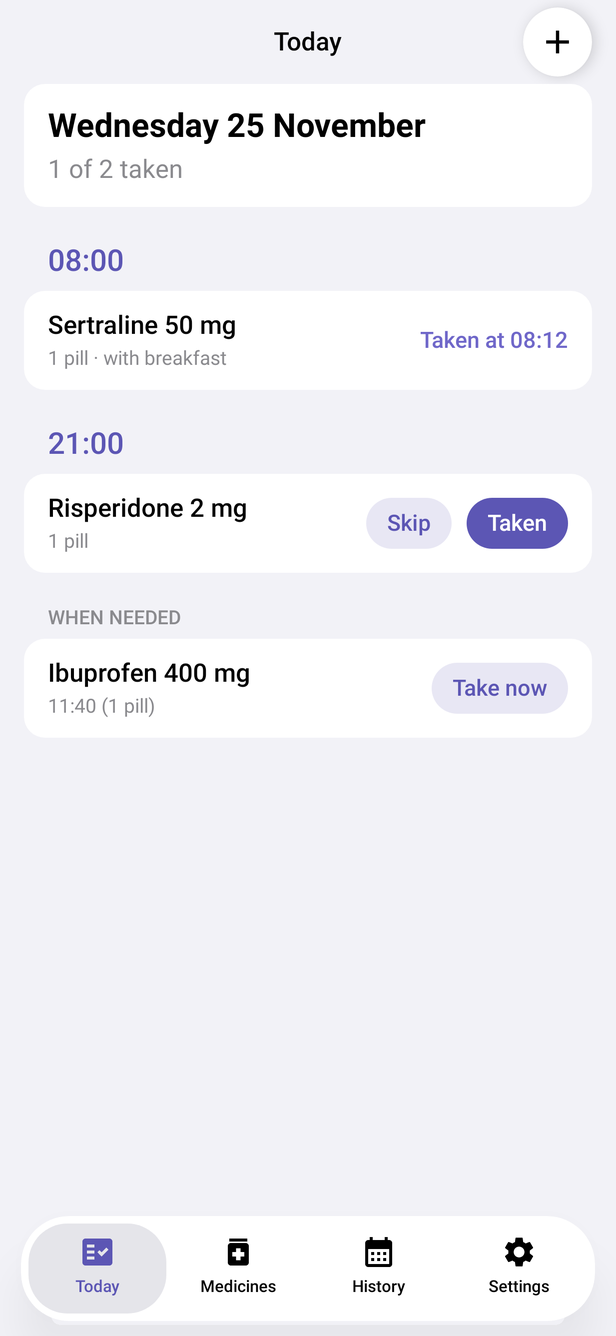 Today
Wednesday 25 November
1 of 2 taken
08:00
Sertraline 50 mg
1 pill · with breakfast
Taken at 08:12
21:00
Risperidone 2 mg
1 pill
Skip
Taken
WHEN NEEDED
Ibuprofen 400 mg
11:40 (1 pill)
Take now
Today
Medicines
History
Settings